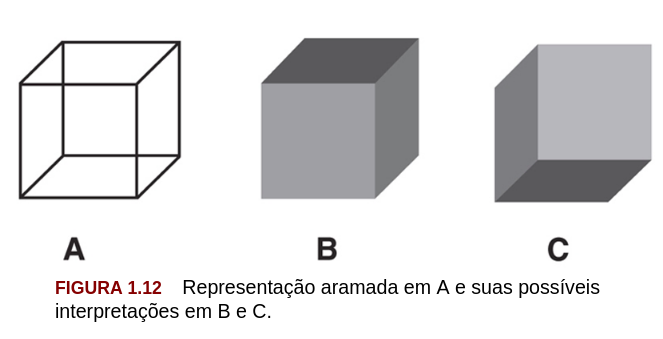 A B C
FIGURA 1.12 Representação aramada em A e suas possíveis
interpretações em B e C.